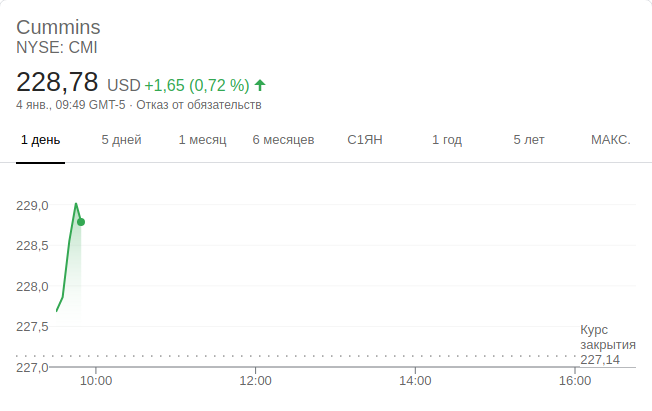 Cummins
NYSE: CMI
228,78 USD +1,65 (0,72 %)
4 янв., 09:49 GMT-5 · Отказ от обязательств
1 день 5 дней 1 месяц 6 месяцев С1ЯН 1 год 5 лет МАКС.
229,0
228,5
228,0
227,5
227,0
Курс
закрытия
227,14
10:00 12:00 14:00 16:00